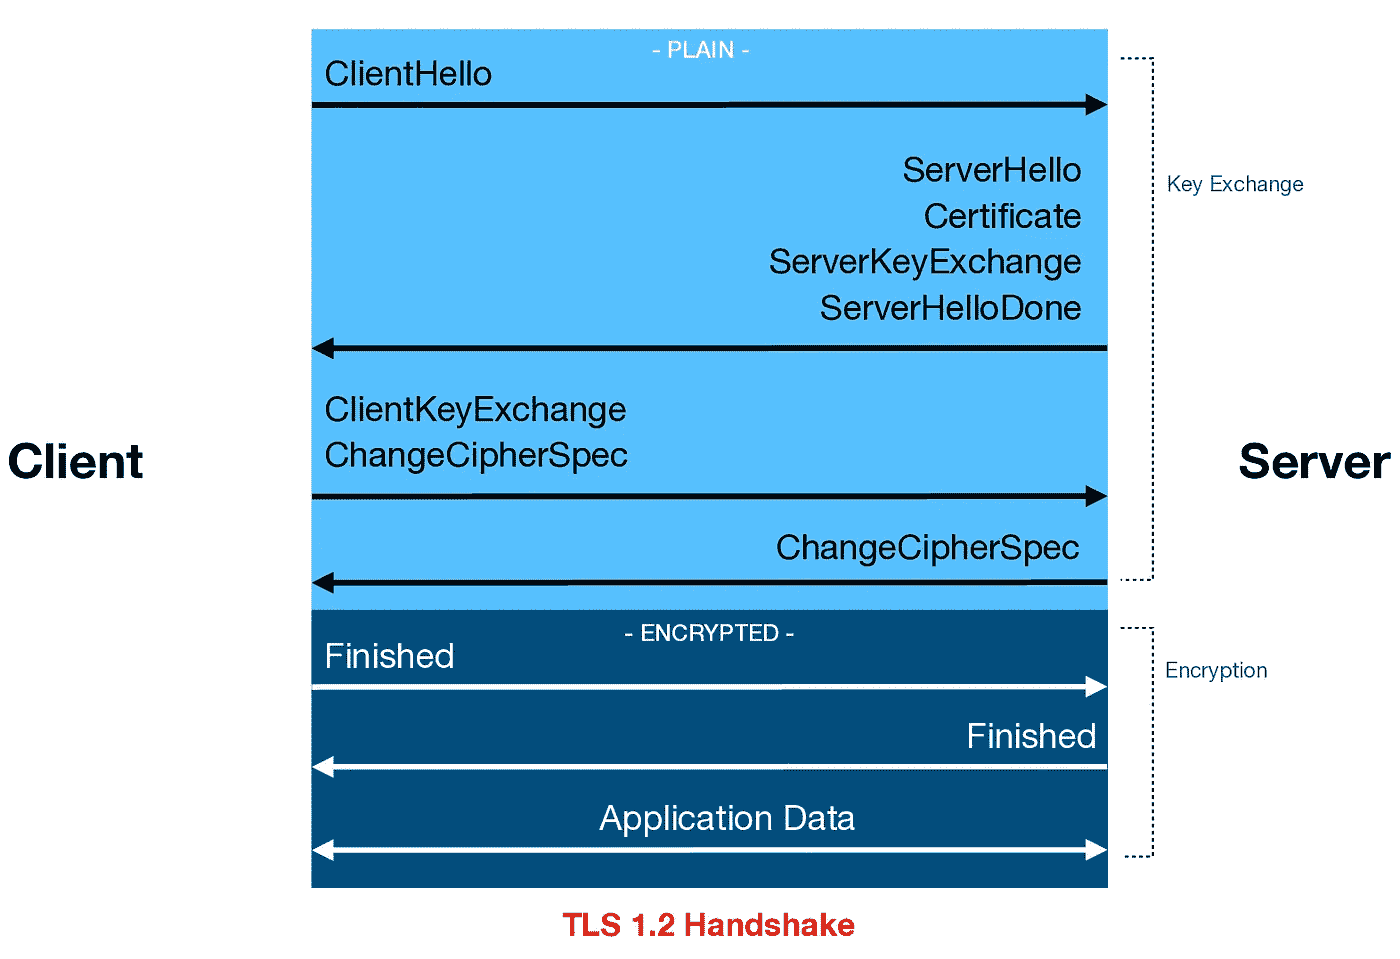 - PLAIN -
ClientHello
ServerHello
Key Exchange
Certificate
ServerKeyExchange
ServerHelloDone
ClientKeyExchange
ChangeCipherSpec
Client
Server
ChangeCipherSpec
- ENCRYPTED -
Finished
Encryption
Finished
Application Data
TLS 1.2 Handshake